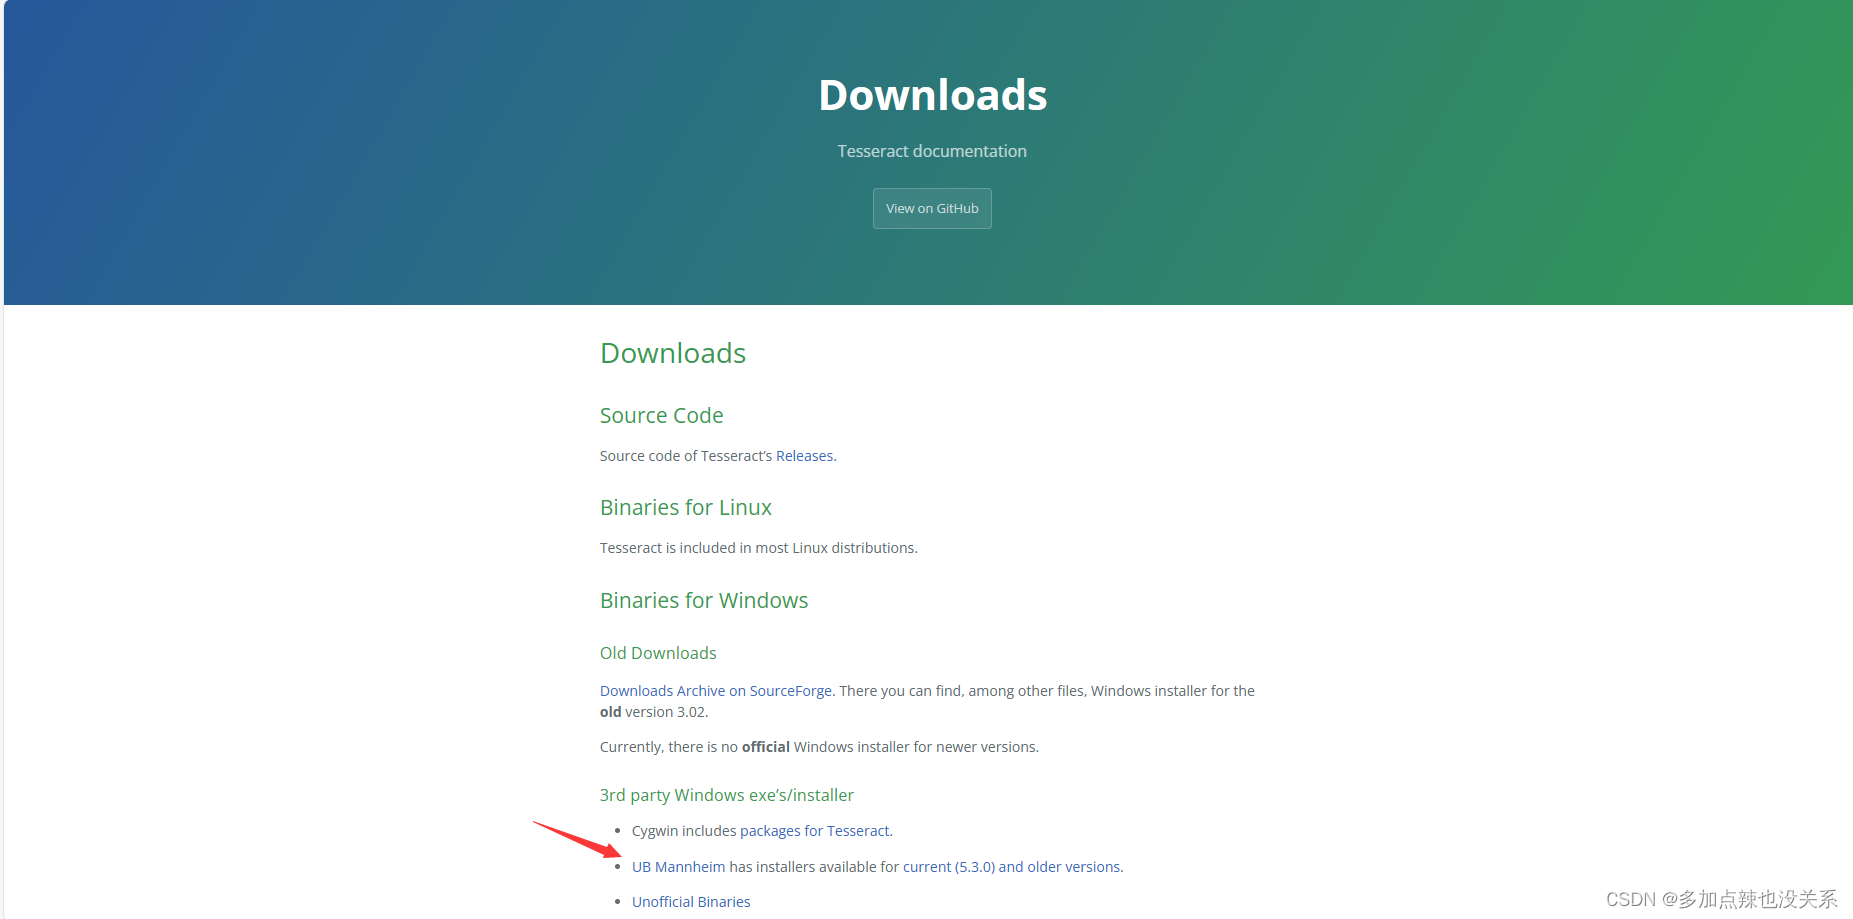 Downloads
Tesseract documentation
View on GitHub
Downloads
Source Code
Source code of Tesseract’s Releases.
Binaries for Linux
Tesseract is included in most Linux distributions.
Binaries for Windows
Old Downloads
Downloads Archive on SourceForge. There you can find, among other files, Windows installer for the
old version 3.02.
Currently, there is no official Windows installer for newer versions.
3rd party Windows exe’s/installer
Cygwin includes packages for Tesseract.
UB Mannheim has installers available for current (5.3.0) and older versions.
Unofficial Binaries
CSDN @多加点辣也没关系